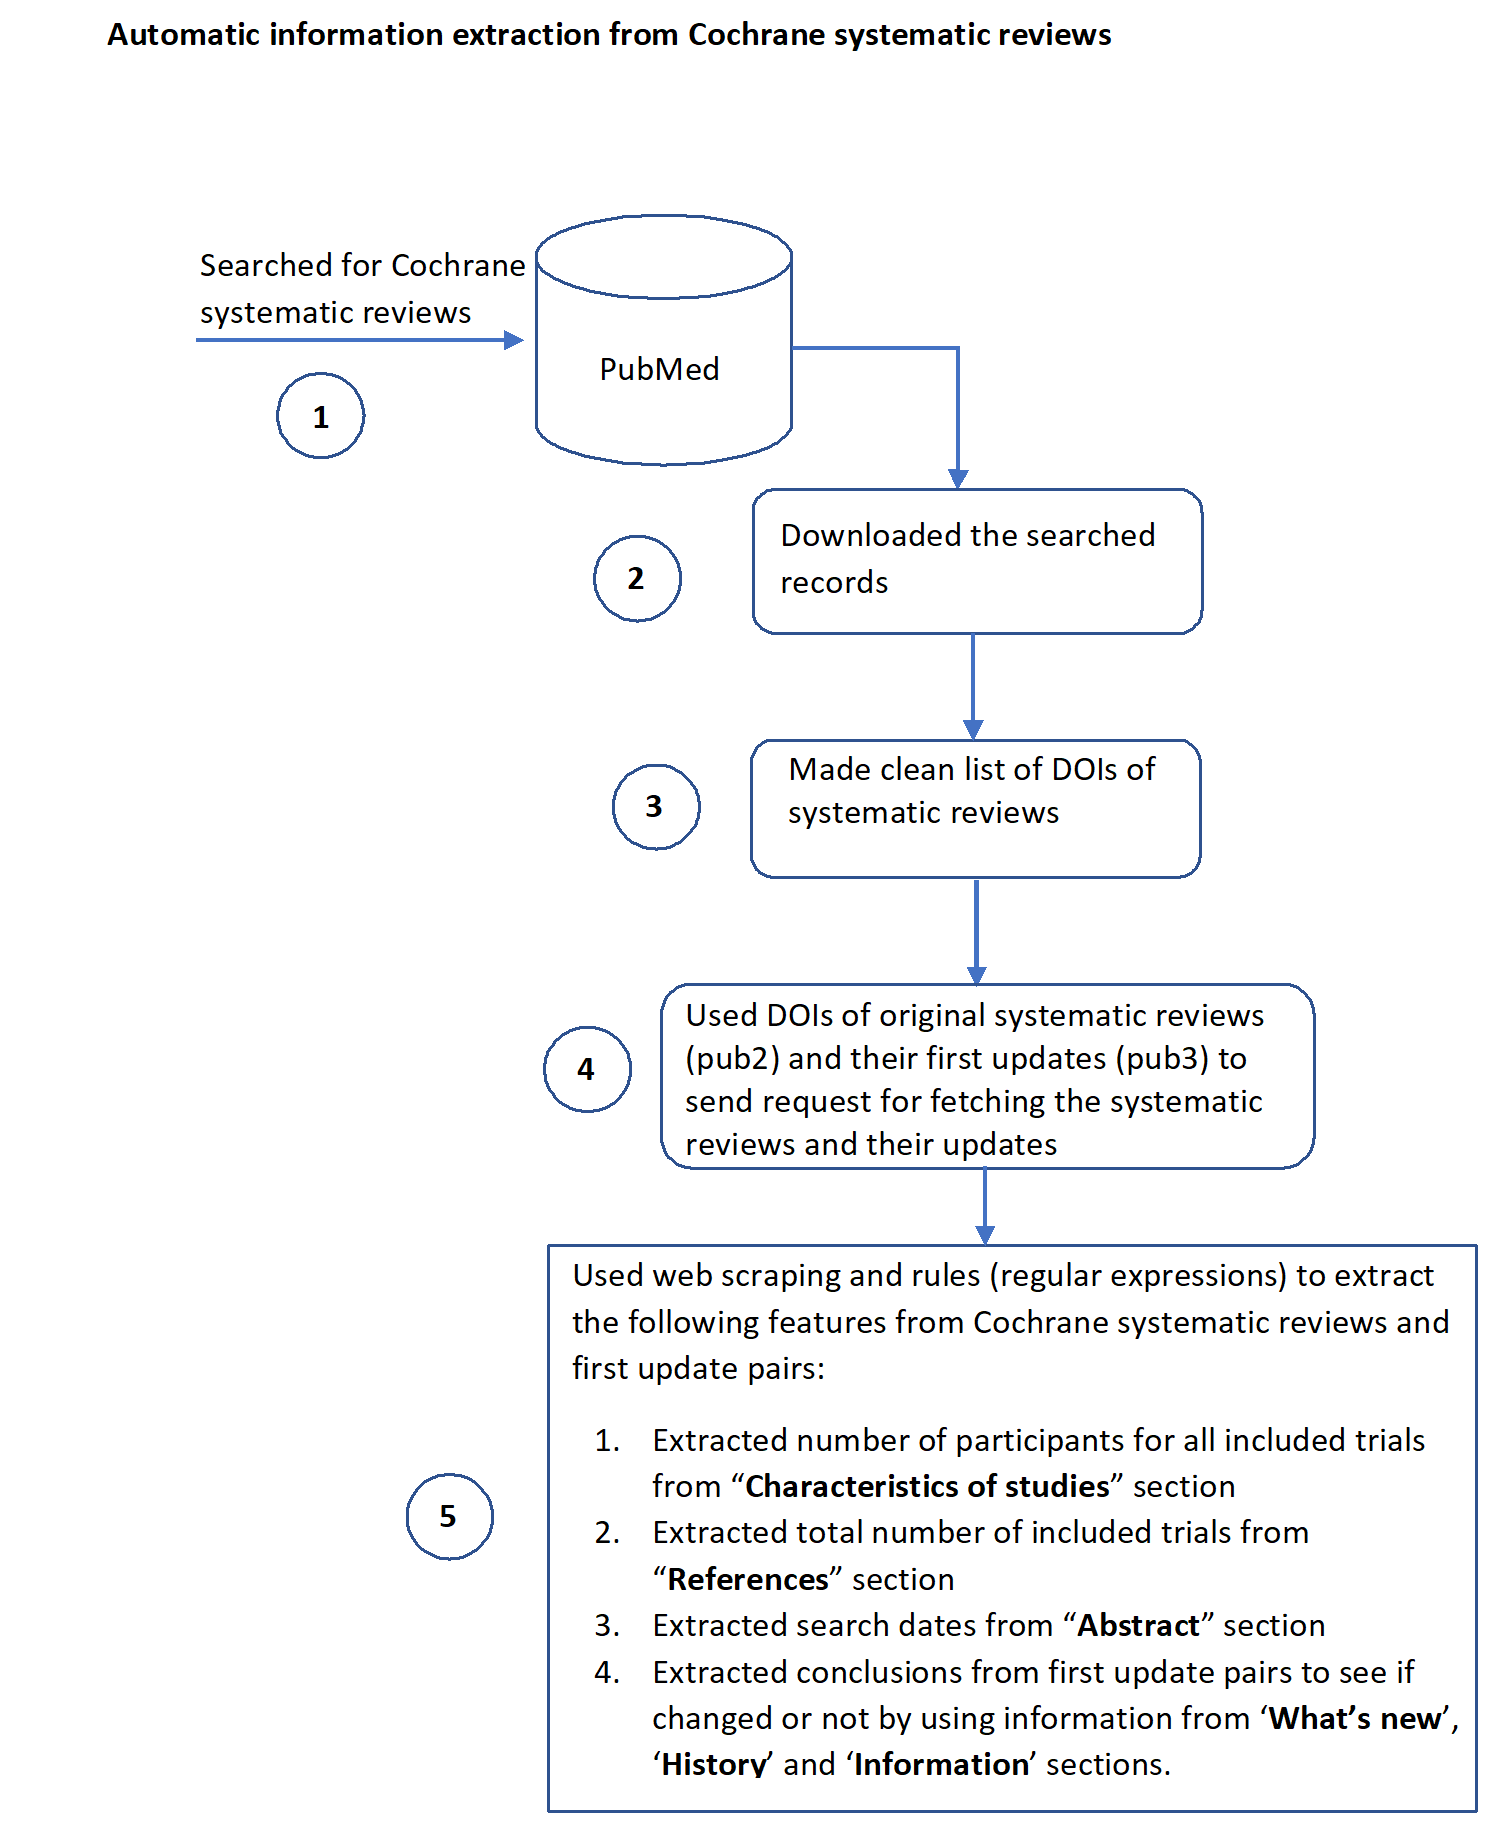 Automatic information extraction from Cochrane systematic reviews
Searched for Cochrane
systematic reviews
PubMed
1
Downloaded the searched
records
2
Made clean list of DOIs of
systematic reviews
3
Used DOIs of original systematic reviews
(pub2) and their first updates (pub3) to
send request for fetching the systematic
reviews and their updates
4
Used web scraping and rules (regular expressions) to extract
the following features from Cochrane systematic reviews and
first update pairs:
1. Extracted number of participants for all included trials
from “Characteristics of studies” section
2. Extracted total number of included trials from
“References” section
3. Extracted search dates from “Abstract” section
4. Extracted conclusions from first update pairs to see if
changed or not by using information from ‘What’s new’,
‘History’ and ‘Information’ sections.
5